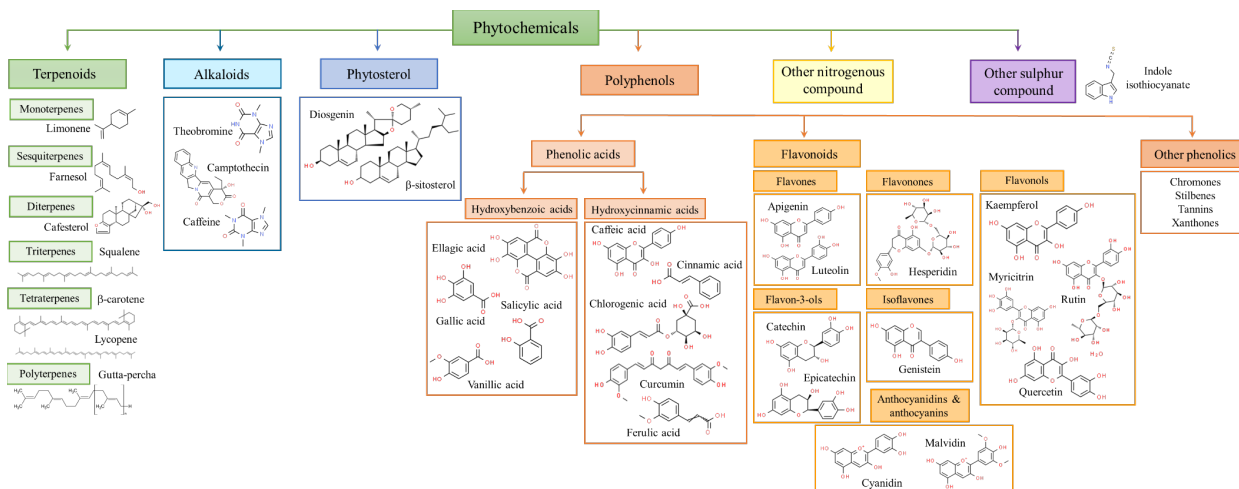 Phytochemicals
Terpenoids
Alkaloids
Phytosterol
Polyphenols
Other nitrogenous
compound
Other sulphur
compound
Indole
isothiocyanate
Monoterpenes
Limonene
Sesquiterpenes
Farnesol
Diterpenes
Cafesterol
Triterpenes
Squalene
Tetraterpenes
β-carotene
Lycopene
Polyterpenes
Gutta-percha
Theobromine
Camptothecin
Caffeine
Diosgenin
β-sitosterol
Phenolic acids
Flavonoids
Other phenolics
Chromones
Stilbenes
Tannins
Xanthones
Hydroxybenzoic acids
Ellagic acid
Salicylic acid
Gallic acid
Vanillic acid
Hydroxycinnamic acids
Caffeic acid
Cinnamic acid
Chlorogenic acid
Curcumin
Ferulic acid
Flavones
Apigenin
Luteolin
Flavonones
Hesperidin
Flavonols
Kaempferol
Myricitrin
Rutin
H₂O
Quercetin
Flavon-3-ols
Catechin
Epicatechin
Isoflavones
Genistein
Anthocyanidins &
anthocyanins
Cyanidin
Malvidin